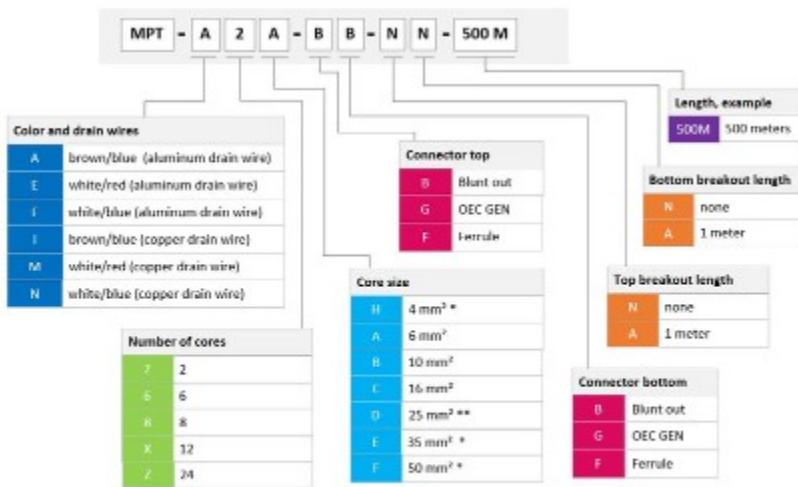 MPT - A 2 A - B B - N N - 500 M
Color and drain wires
A brown/blue (aluminum drain wire)
E white/red (aluminum drain wire)
F white/blue (aluminum drain wire)
I brown/blue (copper drain wire)
M white/red (copper drain wire)
N white/blue (copper drain wire)
Number of cores
2 2
6 6
8 8
X 12
Z 24
Connector top
B Blunt out
G OEC GEN
F Ferrule
Core size
H 4 mm² *
A 6 mm²
B 10 mm²
C 16 mm²
D 25 mm² **
E 35 mm² *
F 50 mm² *
Length, example
500M 500 meters
Bottom breakout length
N none
A 1 meter
Top breakout length
N none
A 1 meter
Connector bottom
B Blunt out
G OEC GEN
F Ferrule